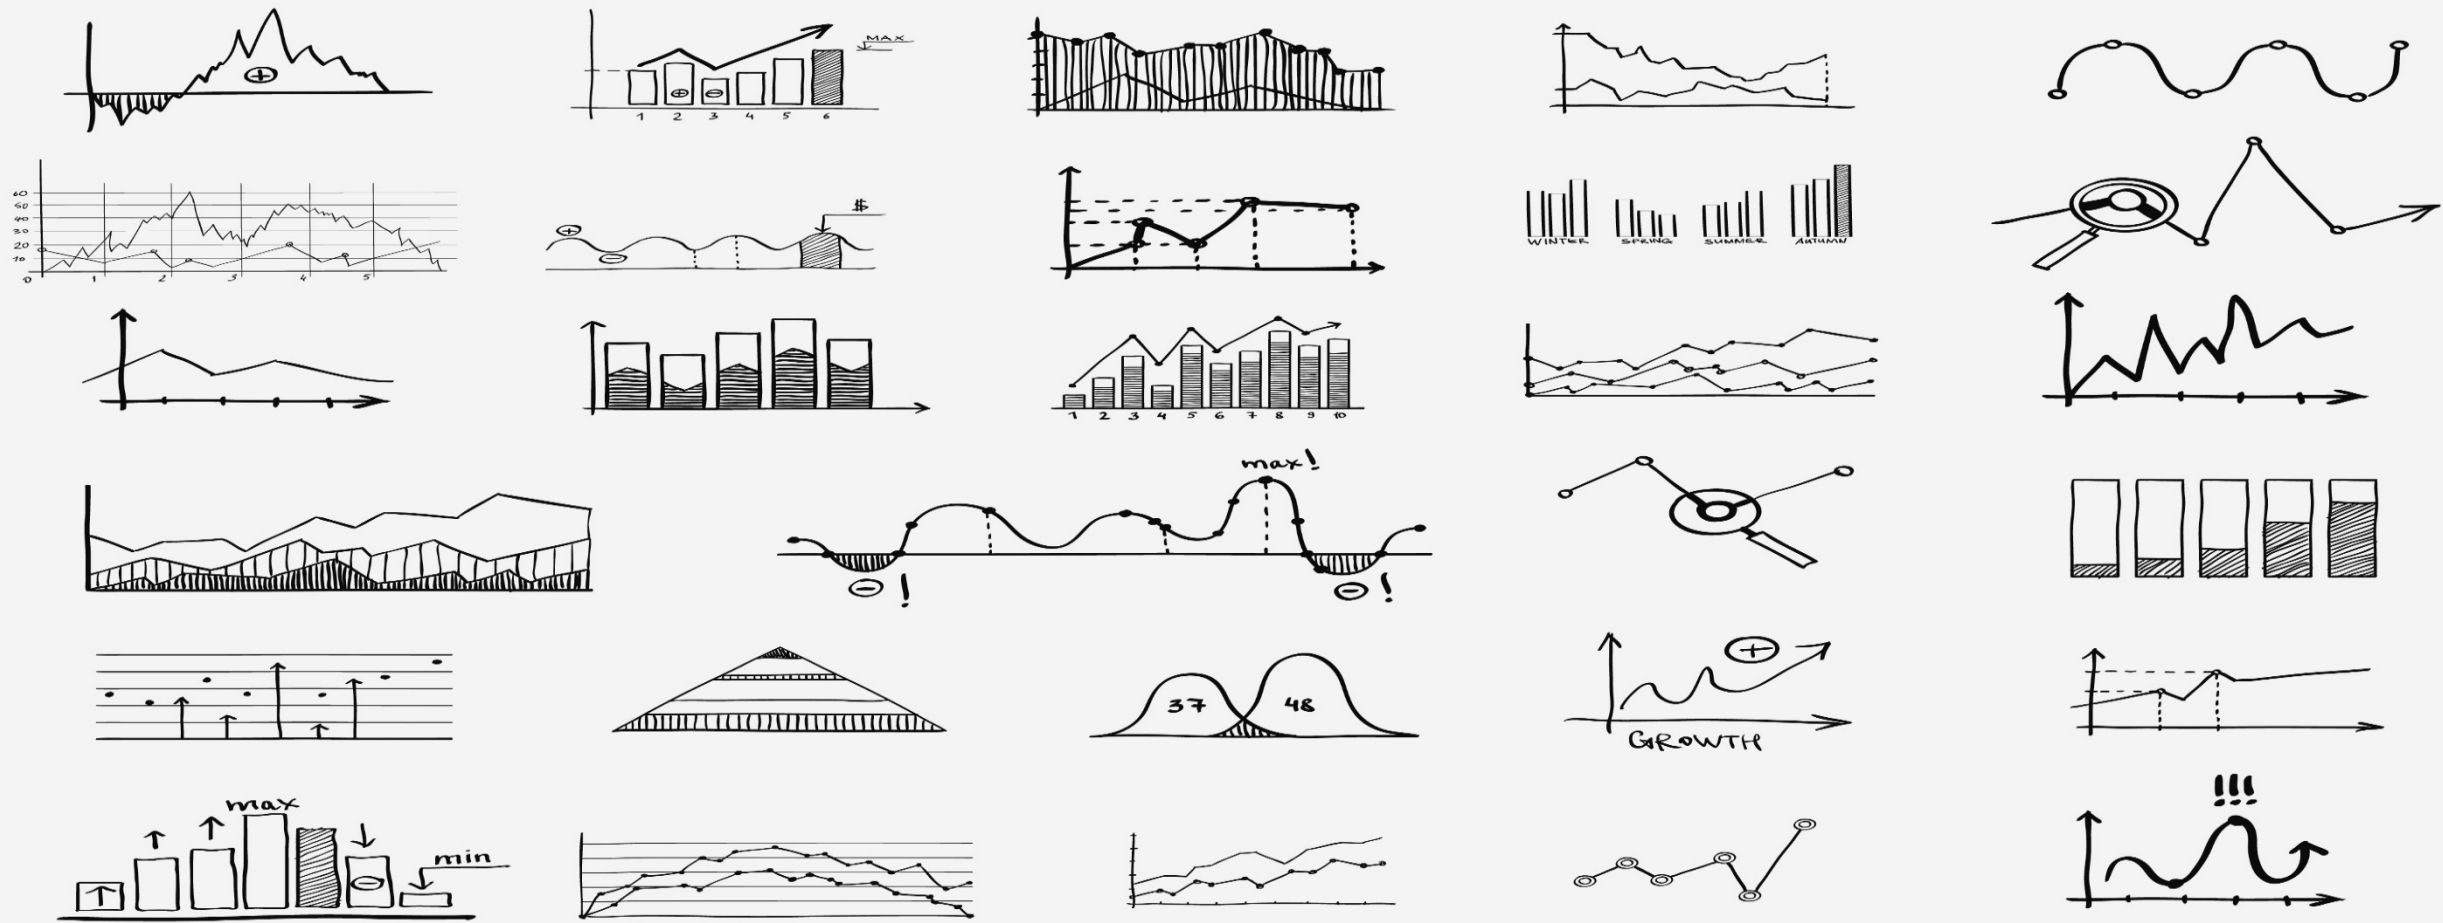 MAX
1 2 3 4 5 6
60
50
40
30
20
10
0 1 2 3 4 5
$
WINTER SPRING SUMMER AUTUMN
1 2 3 4 5 6 7 8 9 10
max!
!
!
37 48
GROWTH
max
min
!!!